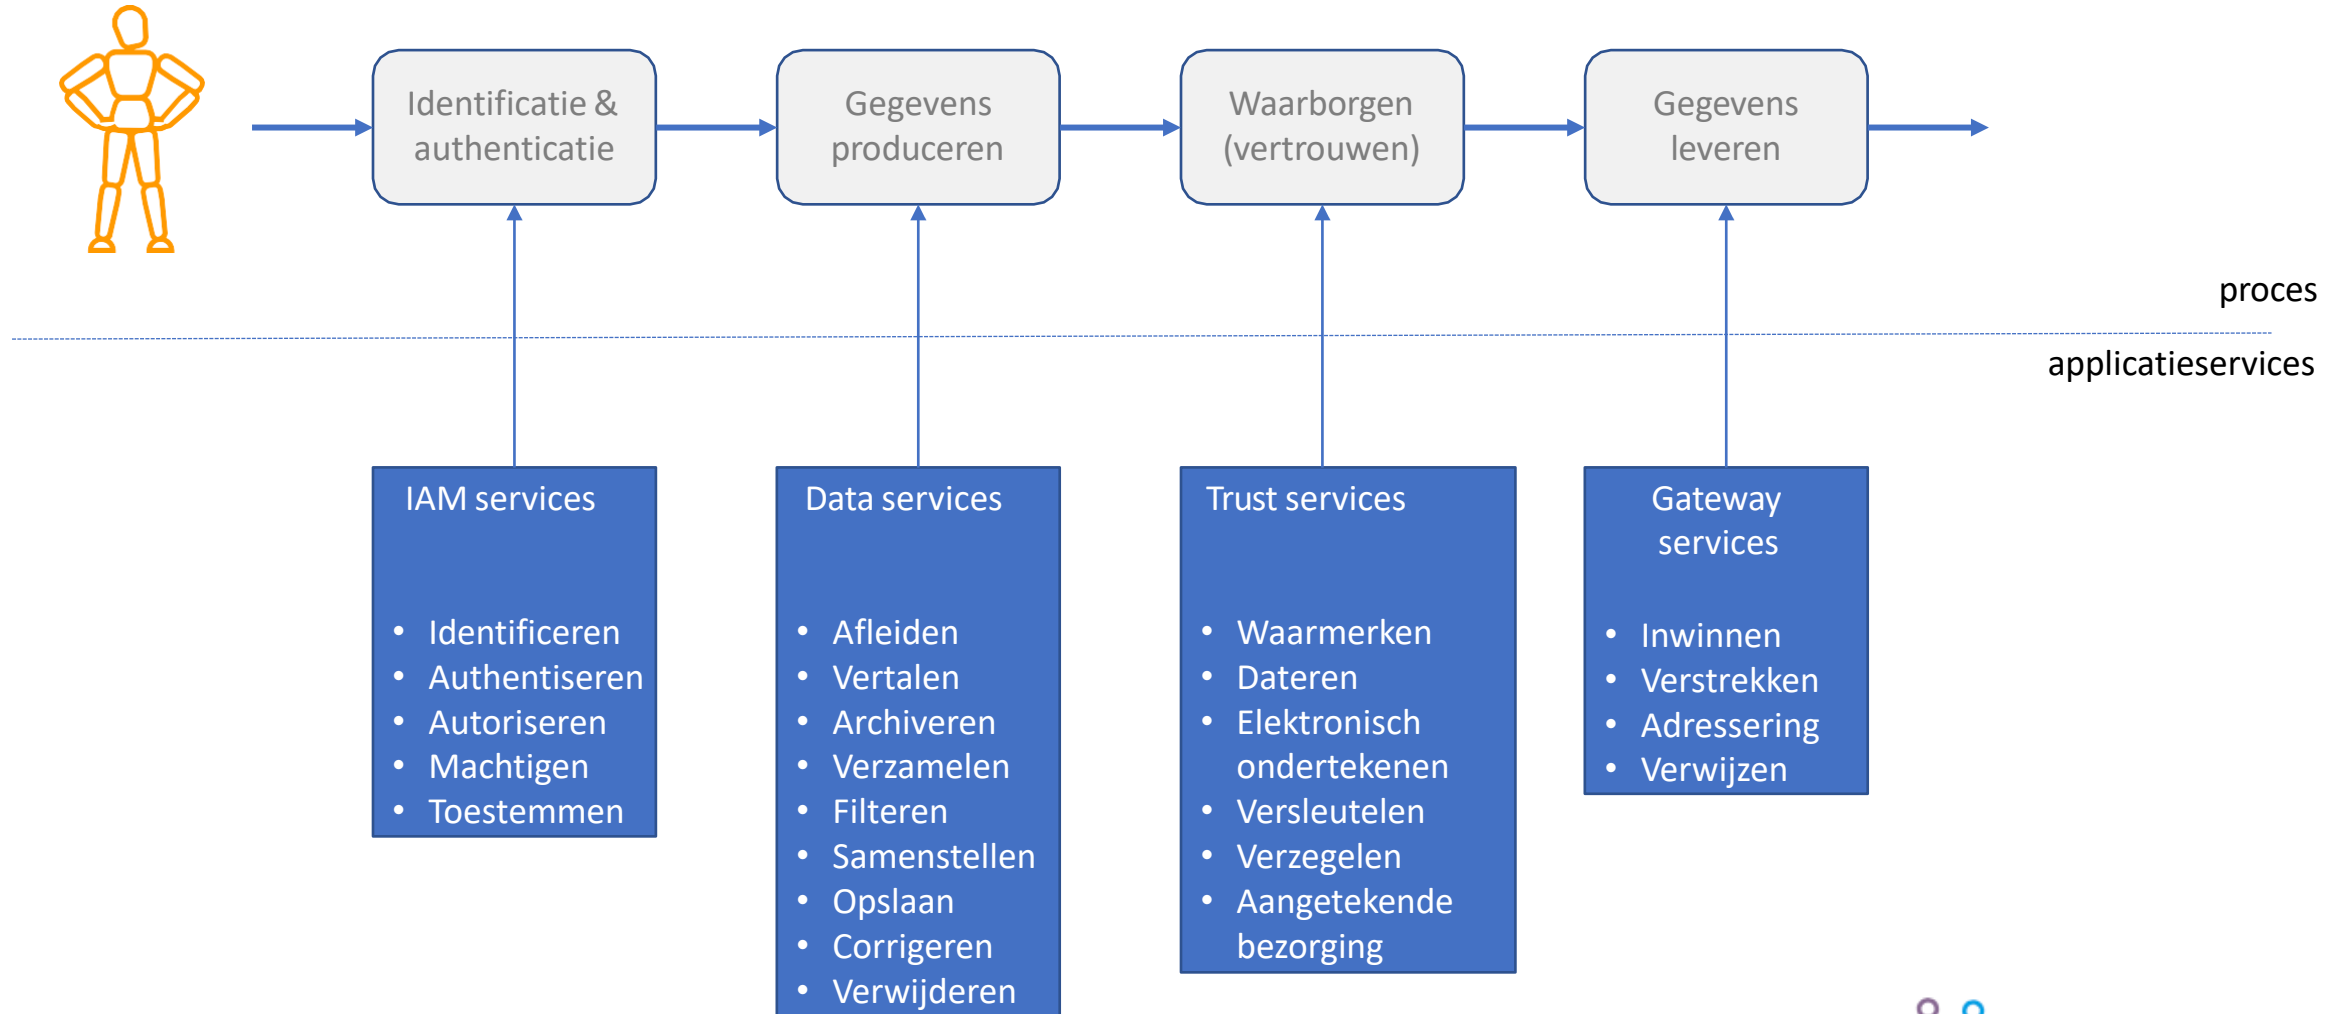 Identificatie &
authenticatie
Gegevens
produceren
Waarborgen
(vertrouwen)
Gegevens
leveren
proces
applicatieservices
IAM services
• Identificeren
• Authentiseren
• Autoriseren
• Machtigen
• Toestemmen
Data services
• Afleiden
• Vertalen
• Archiveren
• Verzamelen
• Filteren
• Samenstellen
• Opslaan
• Corrigeren
• Verwijderen
Trust services
• Waarmerken
• Dateren
• Elektronisch
ondertekenen
• Versleutelen
• Verzegelen
• Aangetekende
bezorging
Gateway
services
• Inwinnen
• Verstrekken
• Adressering
• Verwijzen